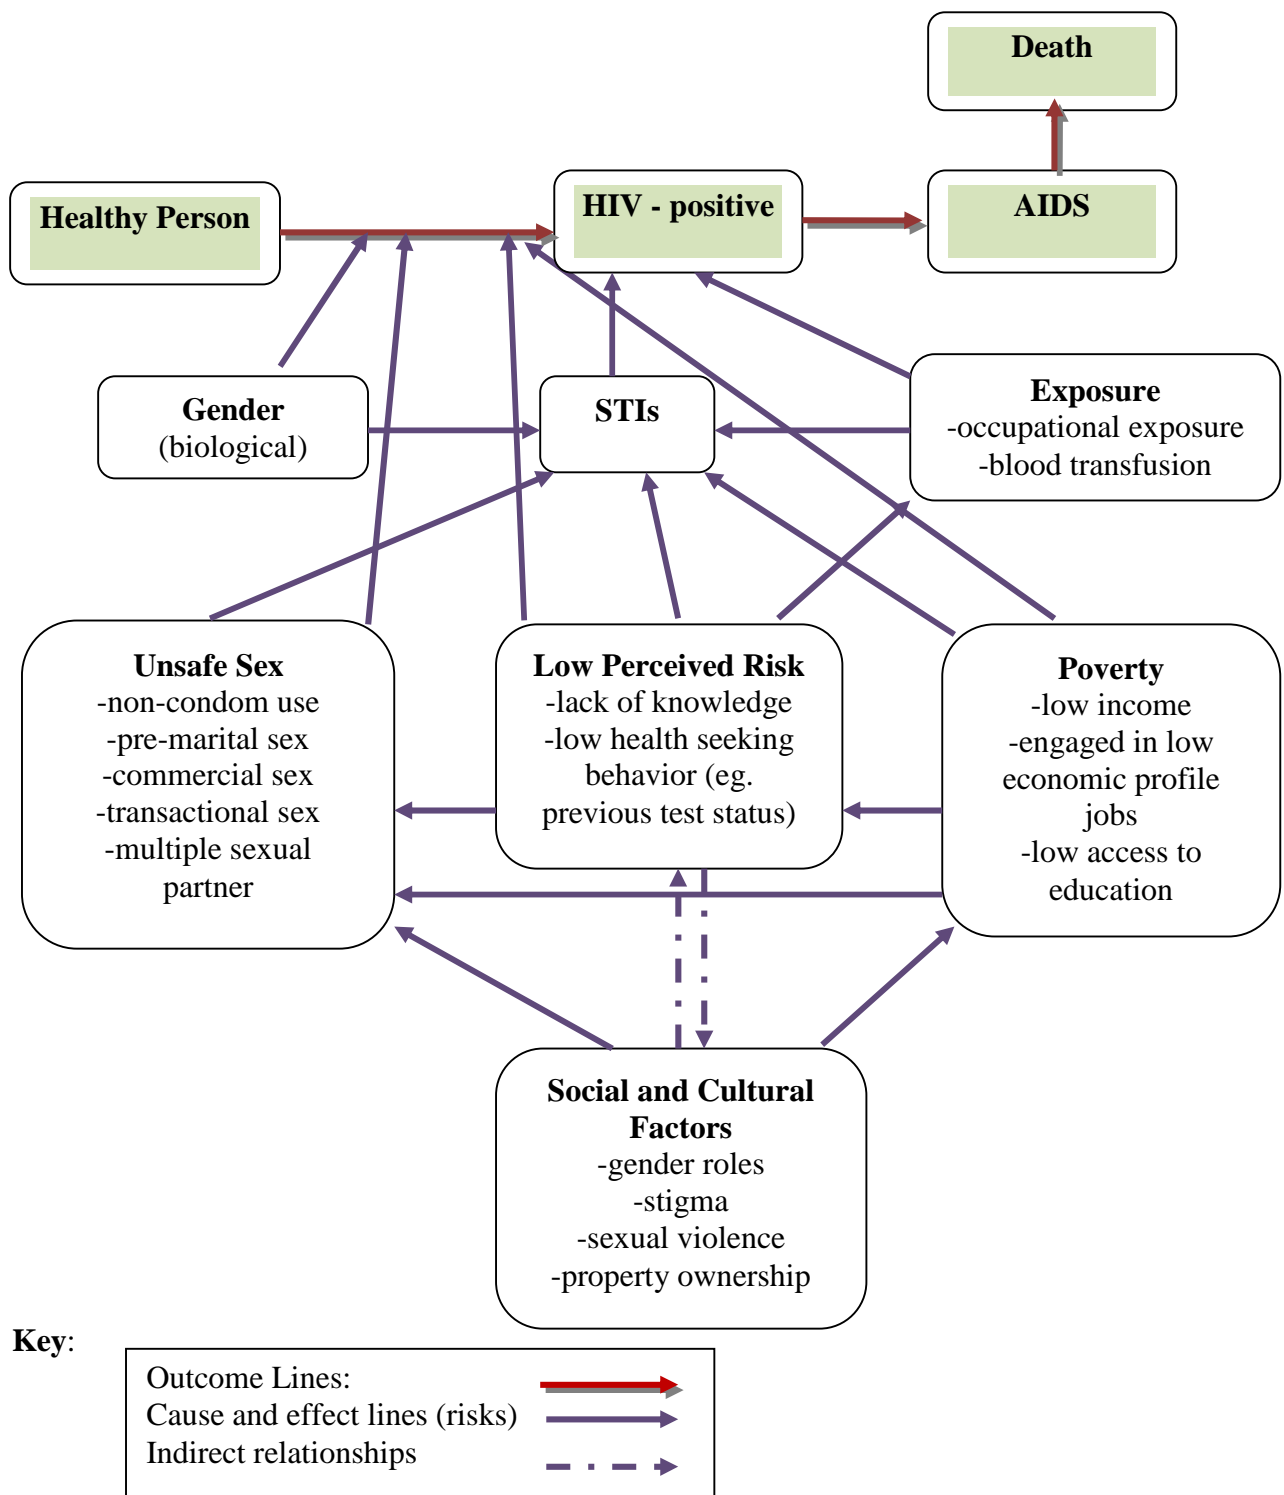 Death
Healthy Person
HIV - positive
AIDS
Gender
(biological)
STIs
Exposure
-occupational exposure
-blood transfusion
Unsafe Sex
-non-condom use
-pre-marital sex
-commercial sex
-transactional sex
-multiple sexual
partner
Low Perceived Risk
-lack of knowledge
-low health seeking
behavior (eg.
previous test status)
Poverty
-low income
-engaged in low
economic profile
jobs
-low access to
education
Social and Cultural
Factors
-gender roles
-stigma
-sexual violence
-property ownership
Key:
Outcome Lines:
Cause and effect lines (risks)
Indirect relationships